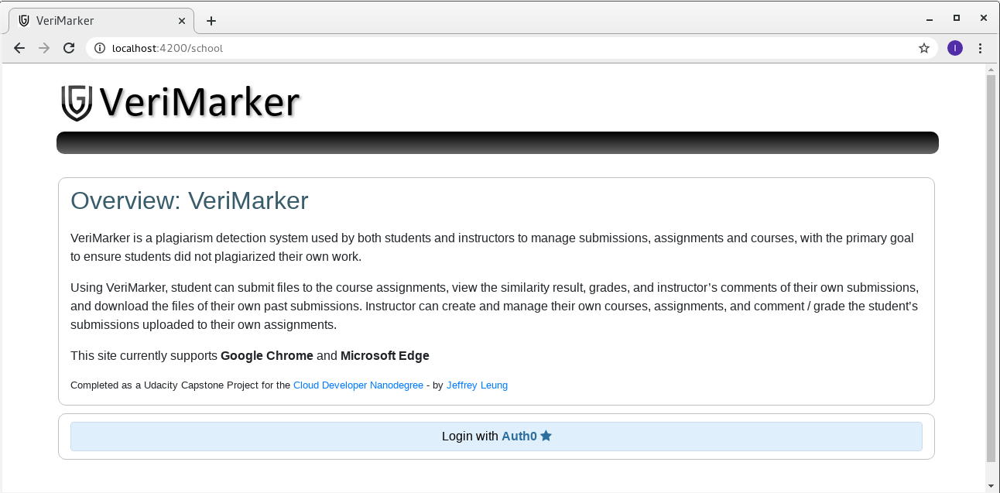 VeriMarker
localhost:4200/school
I
VeriMarker
Overview: VeriMarker
VeriMarker is a plagiarism detection system used by both students and instructors to manage submissions, assignments and courses, with the primary goal
to ensure students did not plagiarized their own work.
Using VeriMarker, student can submit files to the course assignments, view the similarity result, grades, and instructor’s comments of their own submissions,
and download the files of their own past submissions. Instructor can create and manage their own courses, assignments, and comment / grade the student’s
submissions uploaded to their own assignments.
This site currently supports Google Chrome and Microsoft Edge
Completed as a Udacity Capstone Project for the Cloud Developer Nanodegree - by Jeffrey Leung
Login with Auth0